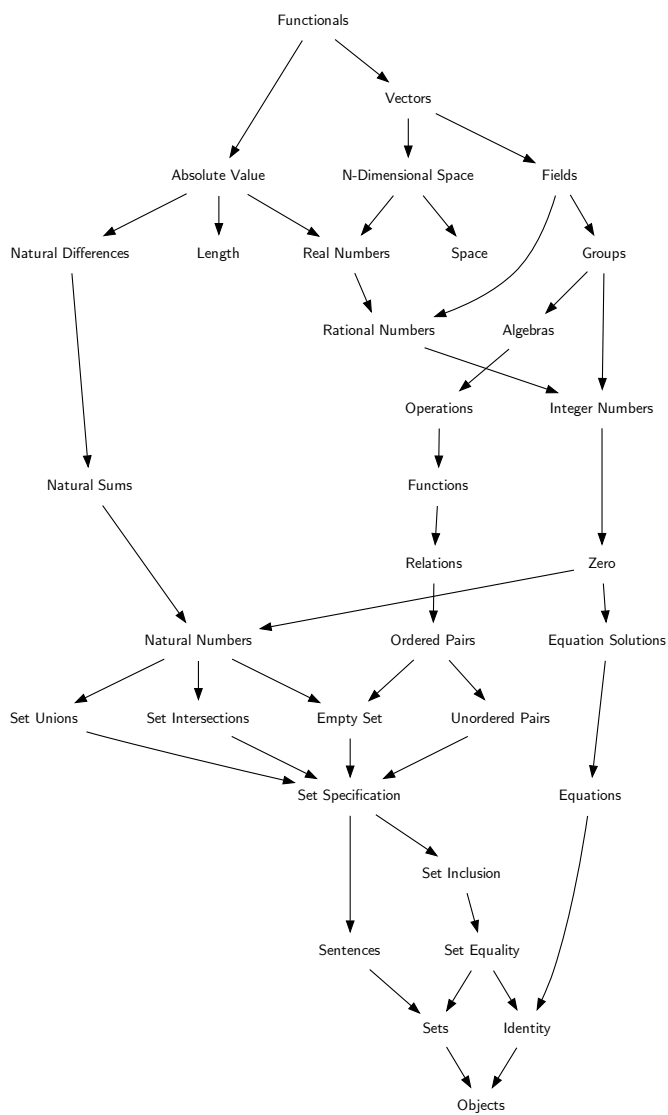 Functionals
Vectors
Absolute Value
N-Dimensional Space
Fields
Natural Differences
Length
Real Numbers
Space
Groups
Rational Numbers
Algebras
Operations
Integer Numbers
Natural Sums
Functions
Relations
Zero
Natural Numbers
Ordered Pairs
Equation Solutions
Set Unions
Set Intersections
Empty Set
Unordered Pairs
Set Specification
Equations
Set Inclusion
Sentences
Set Equality
Sets
Identity
Objects